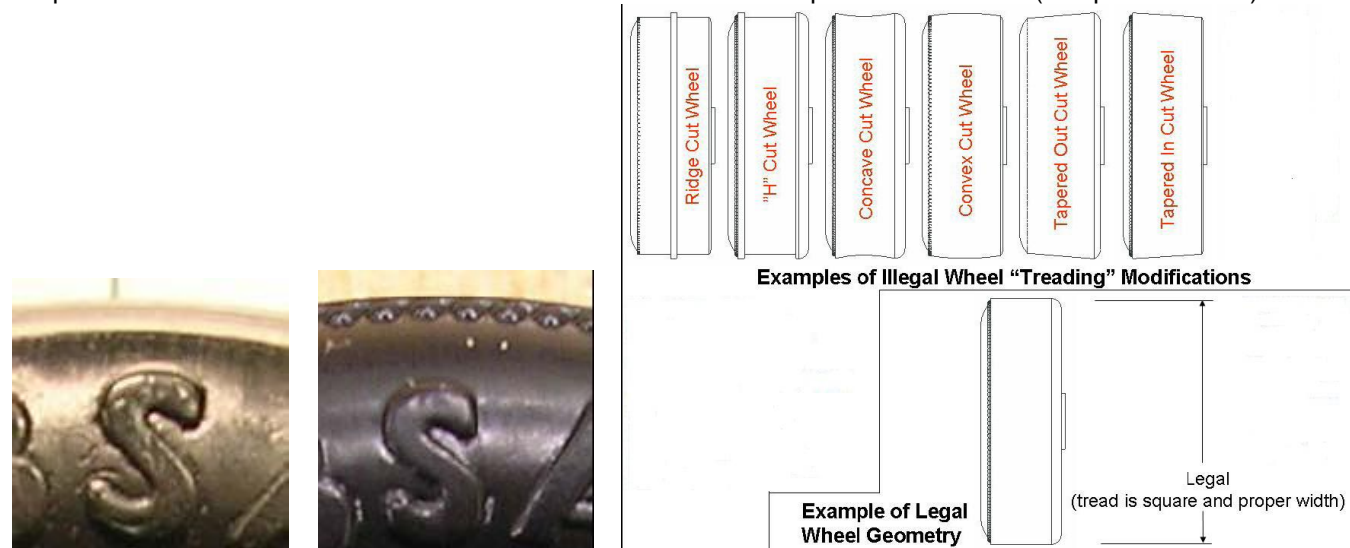 Ridge Cut Wheel
"H" Cut Wheel
Concave Cut Wheel
Convex Cut Wheel
Tapered Out Cut Wheel
Tapered In Cut Wheel
Examples of Illegal Wheel “Treading” Modifications
Legal
(tread is square and proper width)
Example of Legal
Wheel Geometry
S
SA